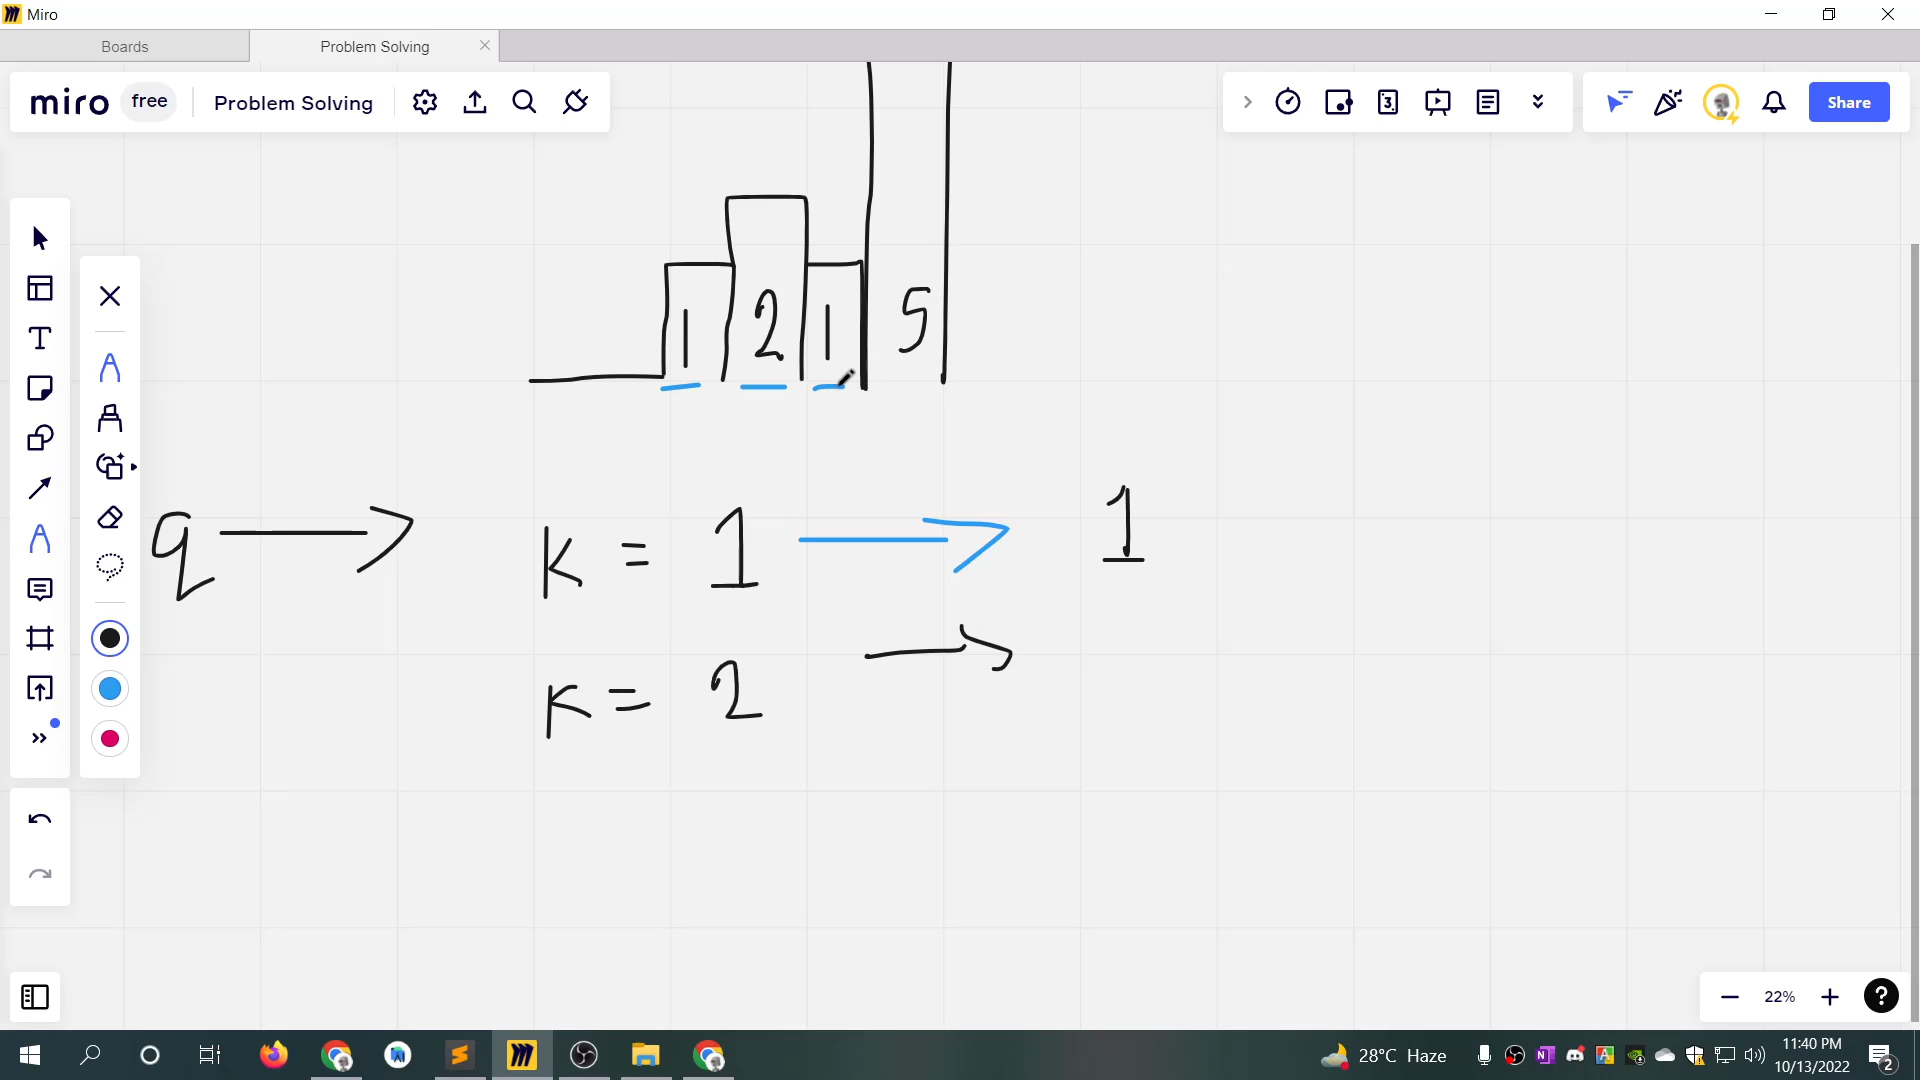 Miro
Boards Problem Solving
miro free Problem Solving
Share
1 2 1 5
q k = 1 1
k = 2
22%
28°C Haze
11:40 PM
10/13/2022
2